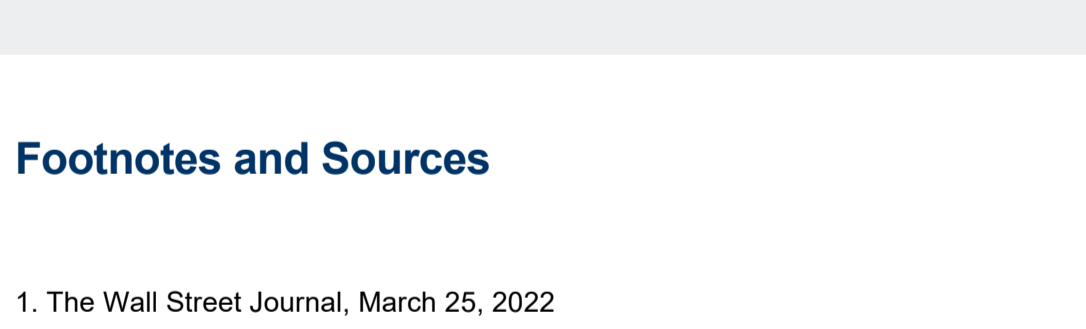 Footnotes and Sources
1. The Wall Street Journal, March 25, 2022